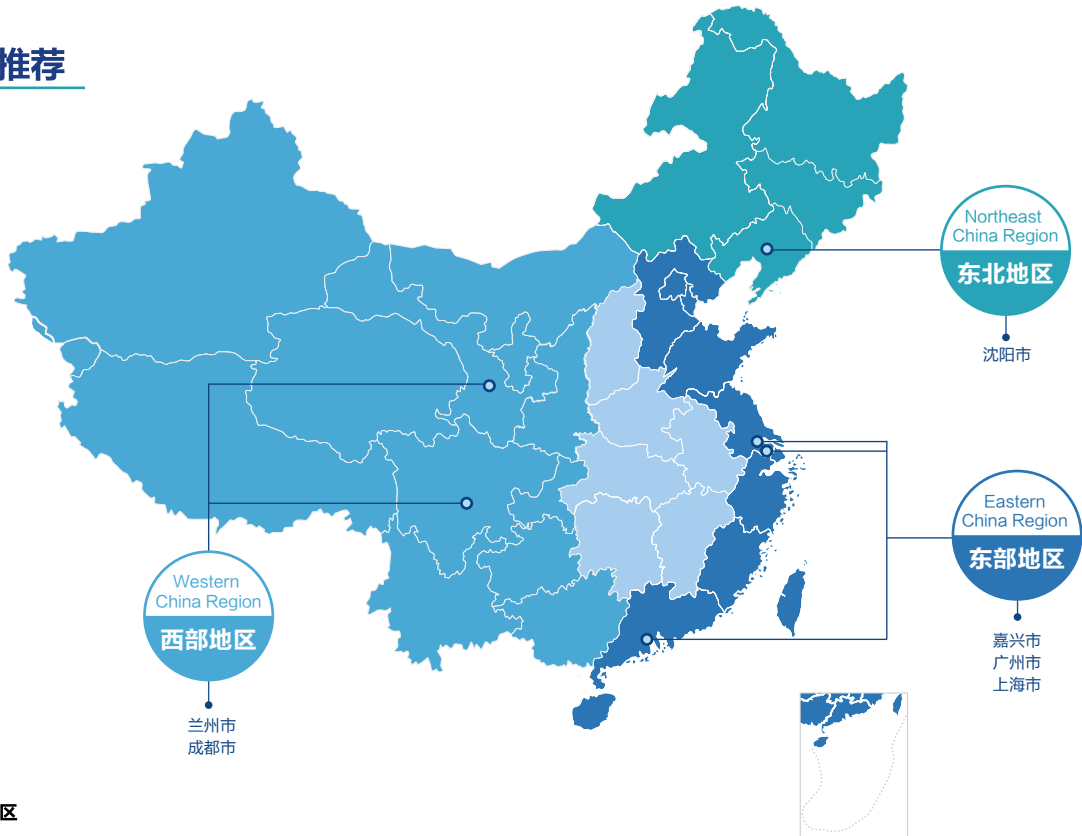 推荐
Northeast
China Region
东北地区
沈阳市
Eastern
China Region
东部地区
嘉兴市
广州市
上海市
Western
China Region
西部地区
兰州市
成都市
区